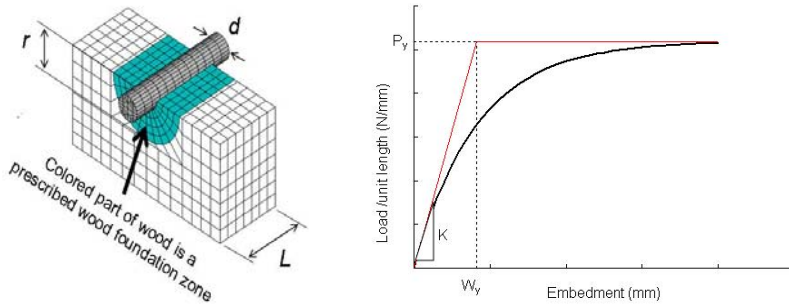 r
d
Colored part of wood is a
prescribed wood foundation zone
L
Load /unit length (N/mm)
Py
K
Wy
Embedment (mm)